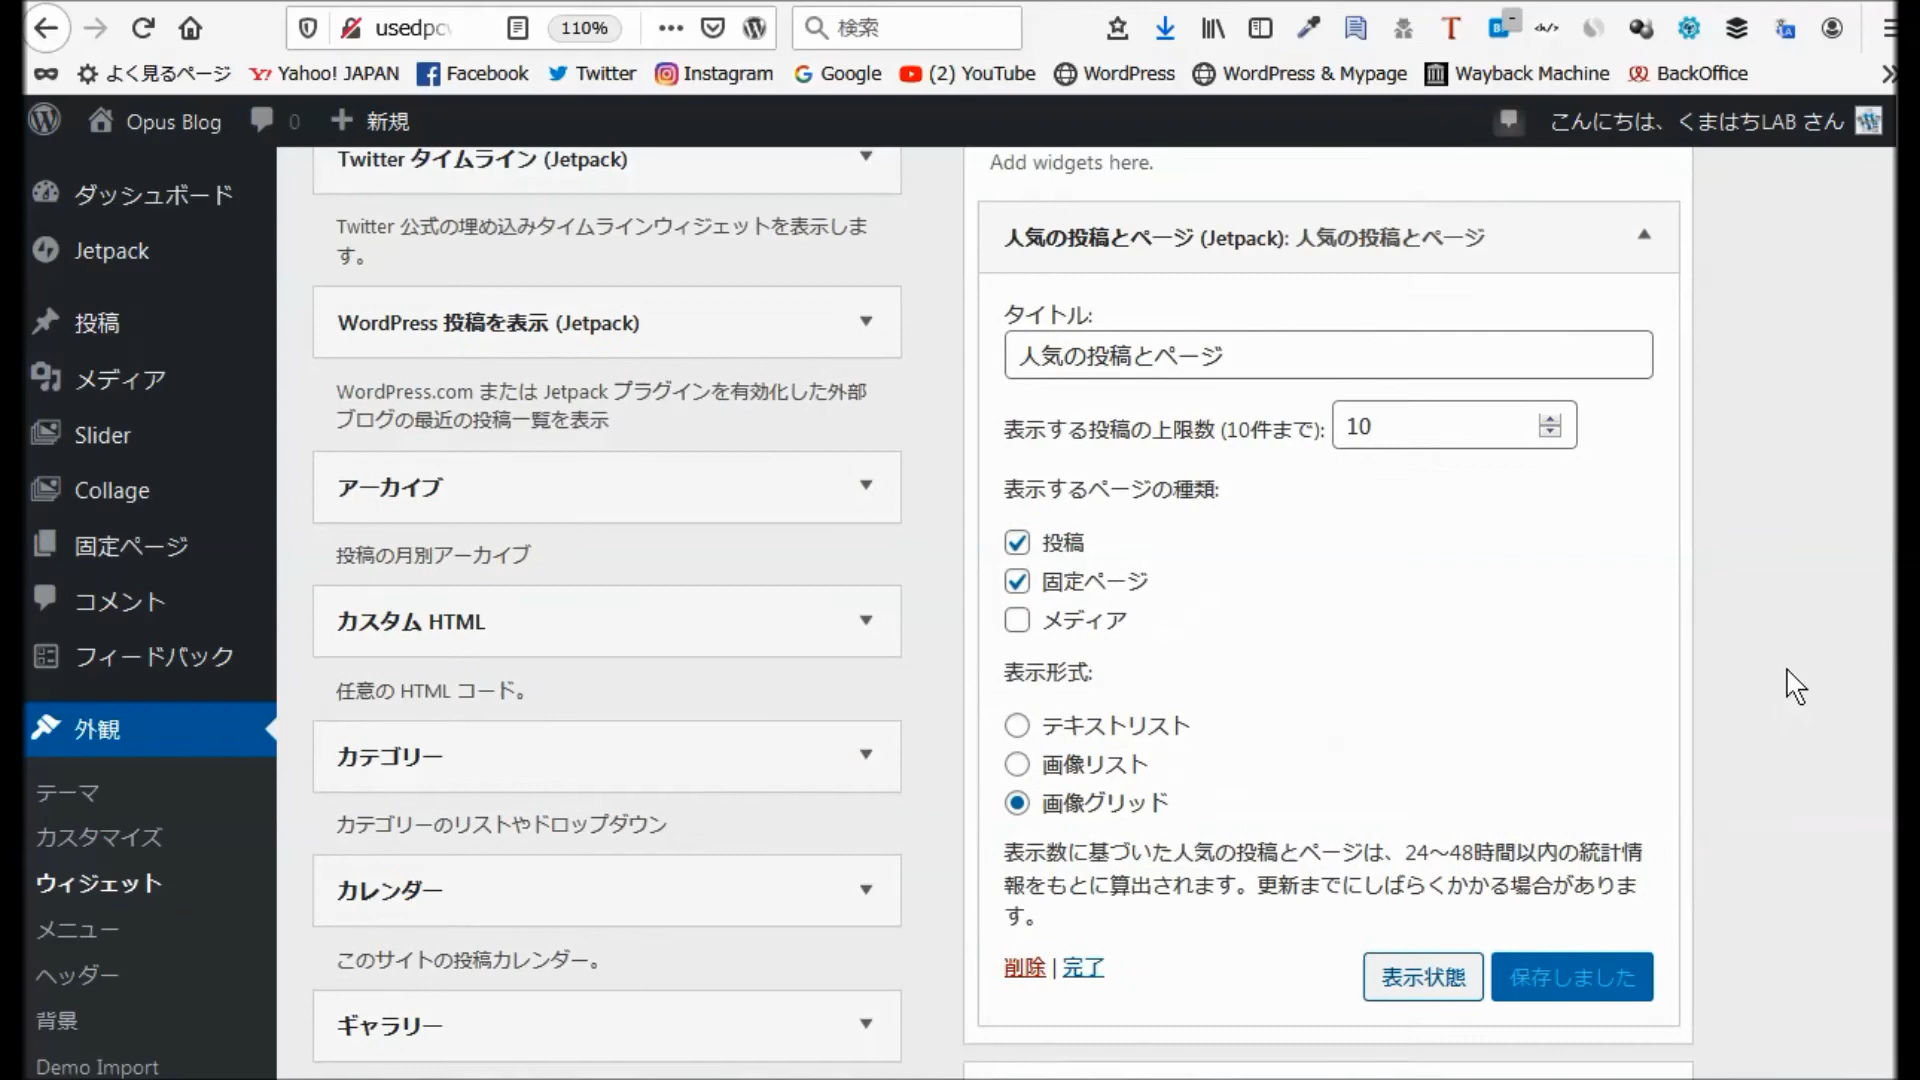 usedpc
110%
検索
よく見るページ
Yahoo! JAPAN
Facebook
Twitter
Instagram
Google
(2) YouTube
WordPress
WordPress & Mypage
Wayback Machine
BackOffice
Opus Blog
0
新規
こんにちは、くまはちLAB さん
ダッシュボード
Jetpack
投稿
メディア
Slider
Collage
固定ページ
コメント
フィードバック
外観
テーマ
カスタマイズ
ウィジェット
メニュー
ヘッダー
背景
Demo Import
Twitter タイムライン (Jetpack)
Twitter 公式の埋め込みタイムラインウィジェットを表示しま
す。
WordPress 投稿を表示 (Jetpack)
WordPress.com または Jetpack プラグインを有効化した外部
ブログの最近の投稿一覧を表示
アーカイブ
投稿の月別アーカイブ
カスタム HTML
任意の HTML コード。
カテゴリー
カテゴリーのリストやドロップダウン
カレンダー
このサイトの投稿カレンダー。
ギャラリー
Add widgets here.
人気の投稿とページ (Jetpack): 人気の投稿とページ
タイトル:
人気の投稿とページ
表示する投稿の上限数 (10件まで): 10
表示するページの種類:
投稿
固定ページ
メディア
表示形式:
テキストリスト
画像リスト
画像グリッド
表示数に基づいた人気の投稿とページは、24～48時間以内の統計情
報をもとに算出されます。更新までにしばらくかかる場合がありま
す。
削除 | 完了
表示状態
保存しました